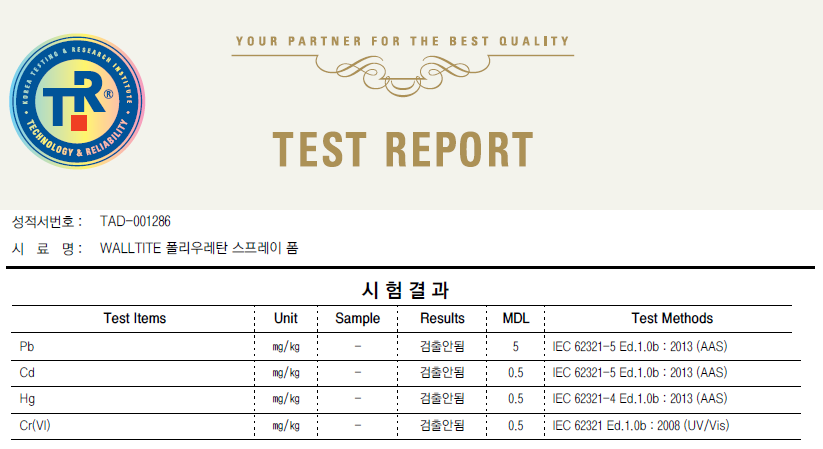 YOUR PARTNER FOR THE BEST QUALITY
KOREA TESTING & RESEARCH INSTITUTE
TR®
TECHNOLOGY & RELIABILITY
TEST REPORT
성적서번호 : TAD-001286
시 료 명 : WALLTITE 폴리우레탄 스프레이 폼
시 험 결 과
Test Items Unit Sample Results MDL Test Methods
Pb ㎎/㎏ - 검출안됨 5 IEC 62321-5 Ed.1.0b : 2013 (AAS)
Cd ㎎/㎏ - 검출안됨 0.5 IEC 62321-5 Ed.1.0b : 2013 (AAS)
Hg ㎎/㎏ - 검출안됨 0.5 IEC 62321-4 Ed.1.0b : 2013 (AAS)
Cr(VI) ㎎/㎏ - 검출안됨 0.5 IEC 62321 Ed.1.0b : 2008 (UV/Vis)